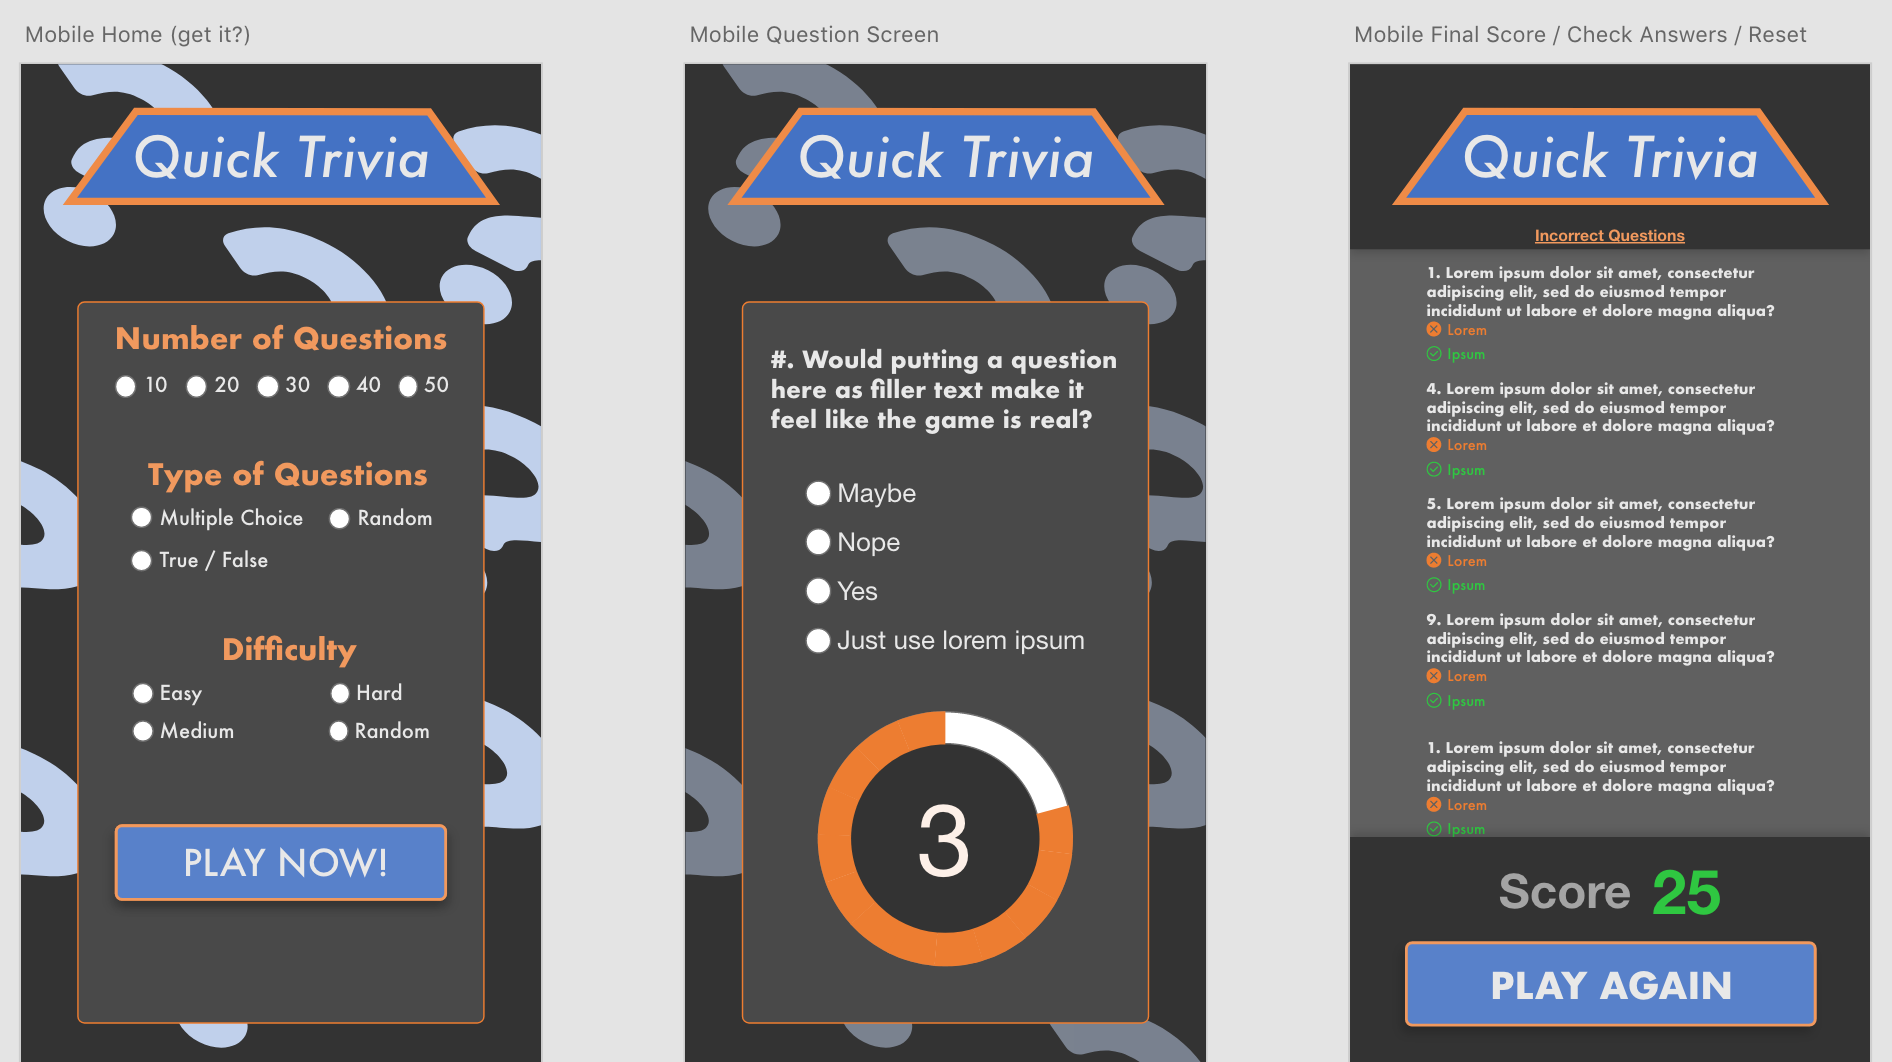 Mobile Home (get it?)
Quick Trivia
Number of Questions
10 20 30 40 50
Type of Questions
Multiple Choice Random
True / False
Difficulty
Easy Hard
Medium Random
PLAY NOW!
Mobile Question Screen
Quick Trivia
#. Would putting a question
here as filler text make it
feel like the game is real?
Maybe
Nope
Yes
Just use lorem ipsum
3
Mobile Final Score / Check Answers / Reset
Quick Trivia
Incorrect Questions
1. Lorem ipsum dolor sit amet, consectetur
adipiscing elit, sed do eiusmod tempor
incididunt ut labore et dolore magna aliqua?
Lorem
Ipsum
4. Lorem ipsum dolor sit amet, consectetur
adipiscing elit, sed do eiusmod tempor
incididunt ut labore et dolore magna aliqua?
Lorem
Ipsum
5. Lorem ipsum dolor sit amet, consectetur
adipiscing elit, sed do eiusmod tempor
incididunt ut labore et dolore magna aliqua?
Lorem
Ipsum
9. Lorem ipsum dolor sit amet, consectetur
adipiscing elit, sed do eiusmod tempor
incididunt ut labore et dolore magna aliqua?
Lorem
Ipsum
1. Lorem ipsum dolor sit amet, consectetur
adipiscing elit, sed do eiusmod tempor
incididunt ut labore et dolore magna aliqua?
Lorem
Ipsum
Score 25
PLAY AGAIN